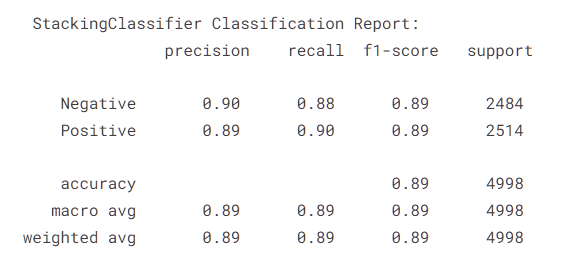 StackingClassifier Classification Report:
precision recall f1-score support
Negative 0.90 0.88 0.89 2484
Positive 0.89 0.90 0.89 2514
accuracy 0.89 4998
macro avg 0.89 0.89 0.89 4998
weighted avg 0.89 0.89 0.89 4998